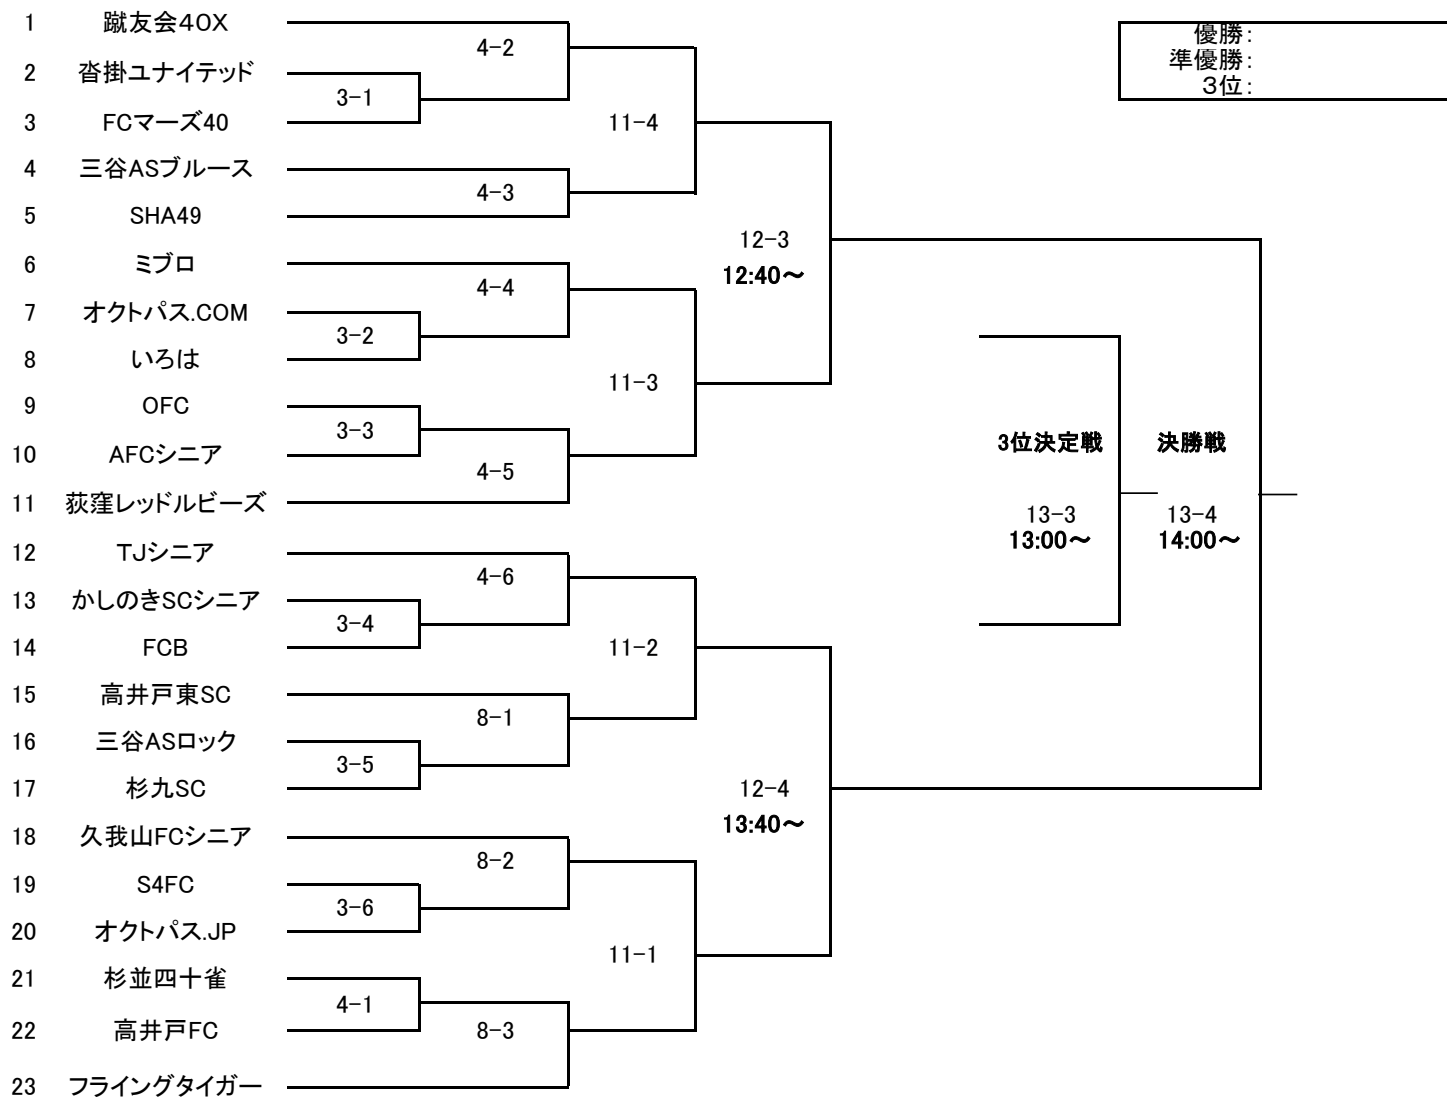 1 蹴友会40X
4-2
優勝：
2 沓掛ユナイテッド
準優勝：
3位：
3-1
3 FCマーズ40
11-4
4 三谷ASブルース
4-3
5 SHA49
12-3
6 ミブロ
12:40～
4-4
7 オクトパス.COM
3-2
8 いろは
11-3
9 OFC
3-3
3位決定戦 決勝戦
10 AFCシニア
4-5
11 荻窪レッドルビーズ
13-3 13-4
13:00～ 14:00～
12 TJシニア
4-6
13 かしのきSCシニア
3-4
14 FCB
11-2
15 高井戸東SC
8-1
16 三谷ASロック
3-5
17 杉九SC
12-4
13:40～
18 久我山FCシニア
8-2
19 S4FC
3-6
20 オクトパス.JP
11-1
21 杉並四十雀
4-1
22 高井戸FC
8-3
23 フライングタイガー